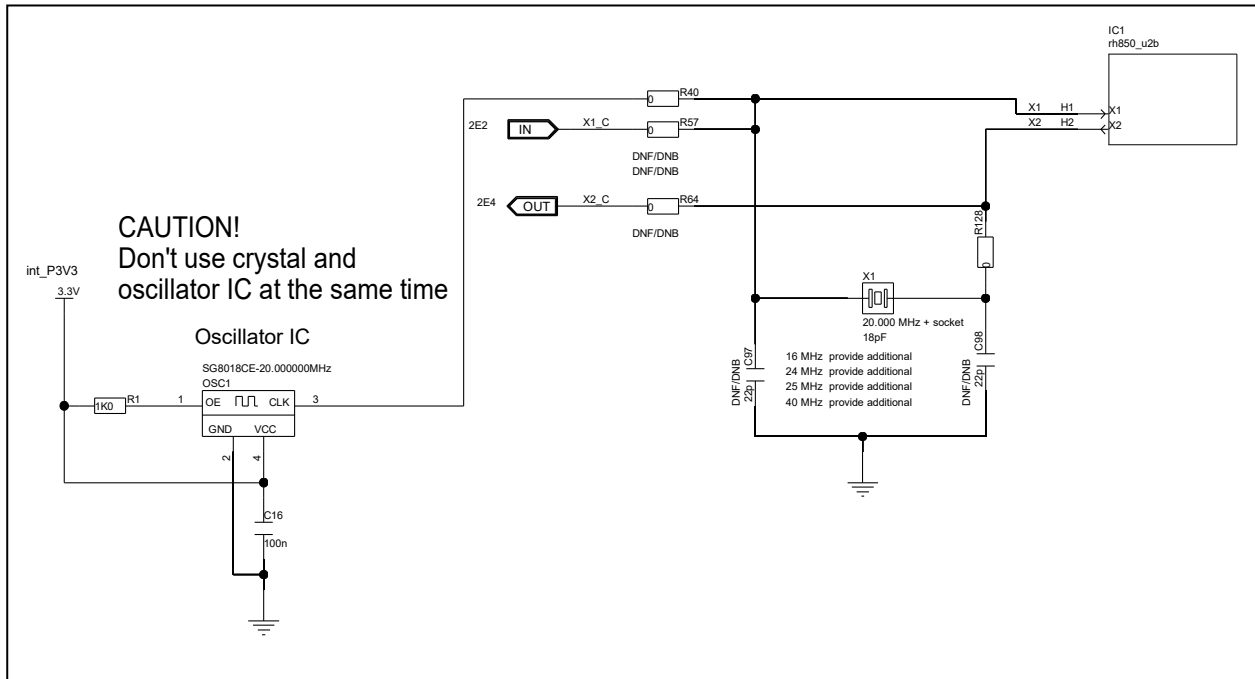 IC1
rh850_u2b
0
R40
X1
H1
X1
2E2
IN
X1_C
0
R57
X2
H2
X2
DNF/DNB
DNF/DNB
2E4
OUT
X2_C
0
R64
DNF/DNB
R128
0
CAUTION!
Don't use crystal and
oscillator IC at the same time
int_P3V3
3.3V
X1
20.000 MHz + socket
18pF
Oscillator IC
DNF/DNB
C97
22p
16 MHz provide additional
24 MHz provide additional
25 MHz provide additional
40 MHz provide additional
DNF/DNB
C98
22p
SG8018CE-20.000000MHz
OSC1
1K0
R1
1
OE
CLK
3
GND
VCC
2
4
C16
100n